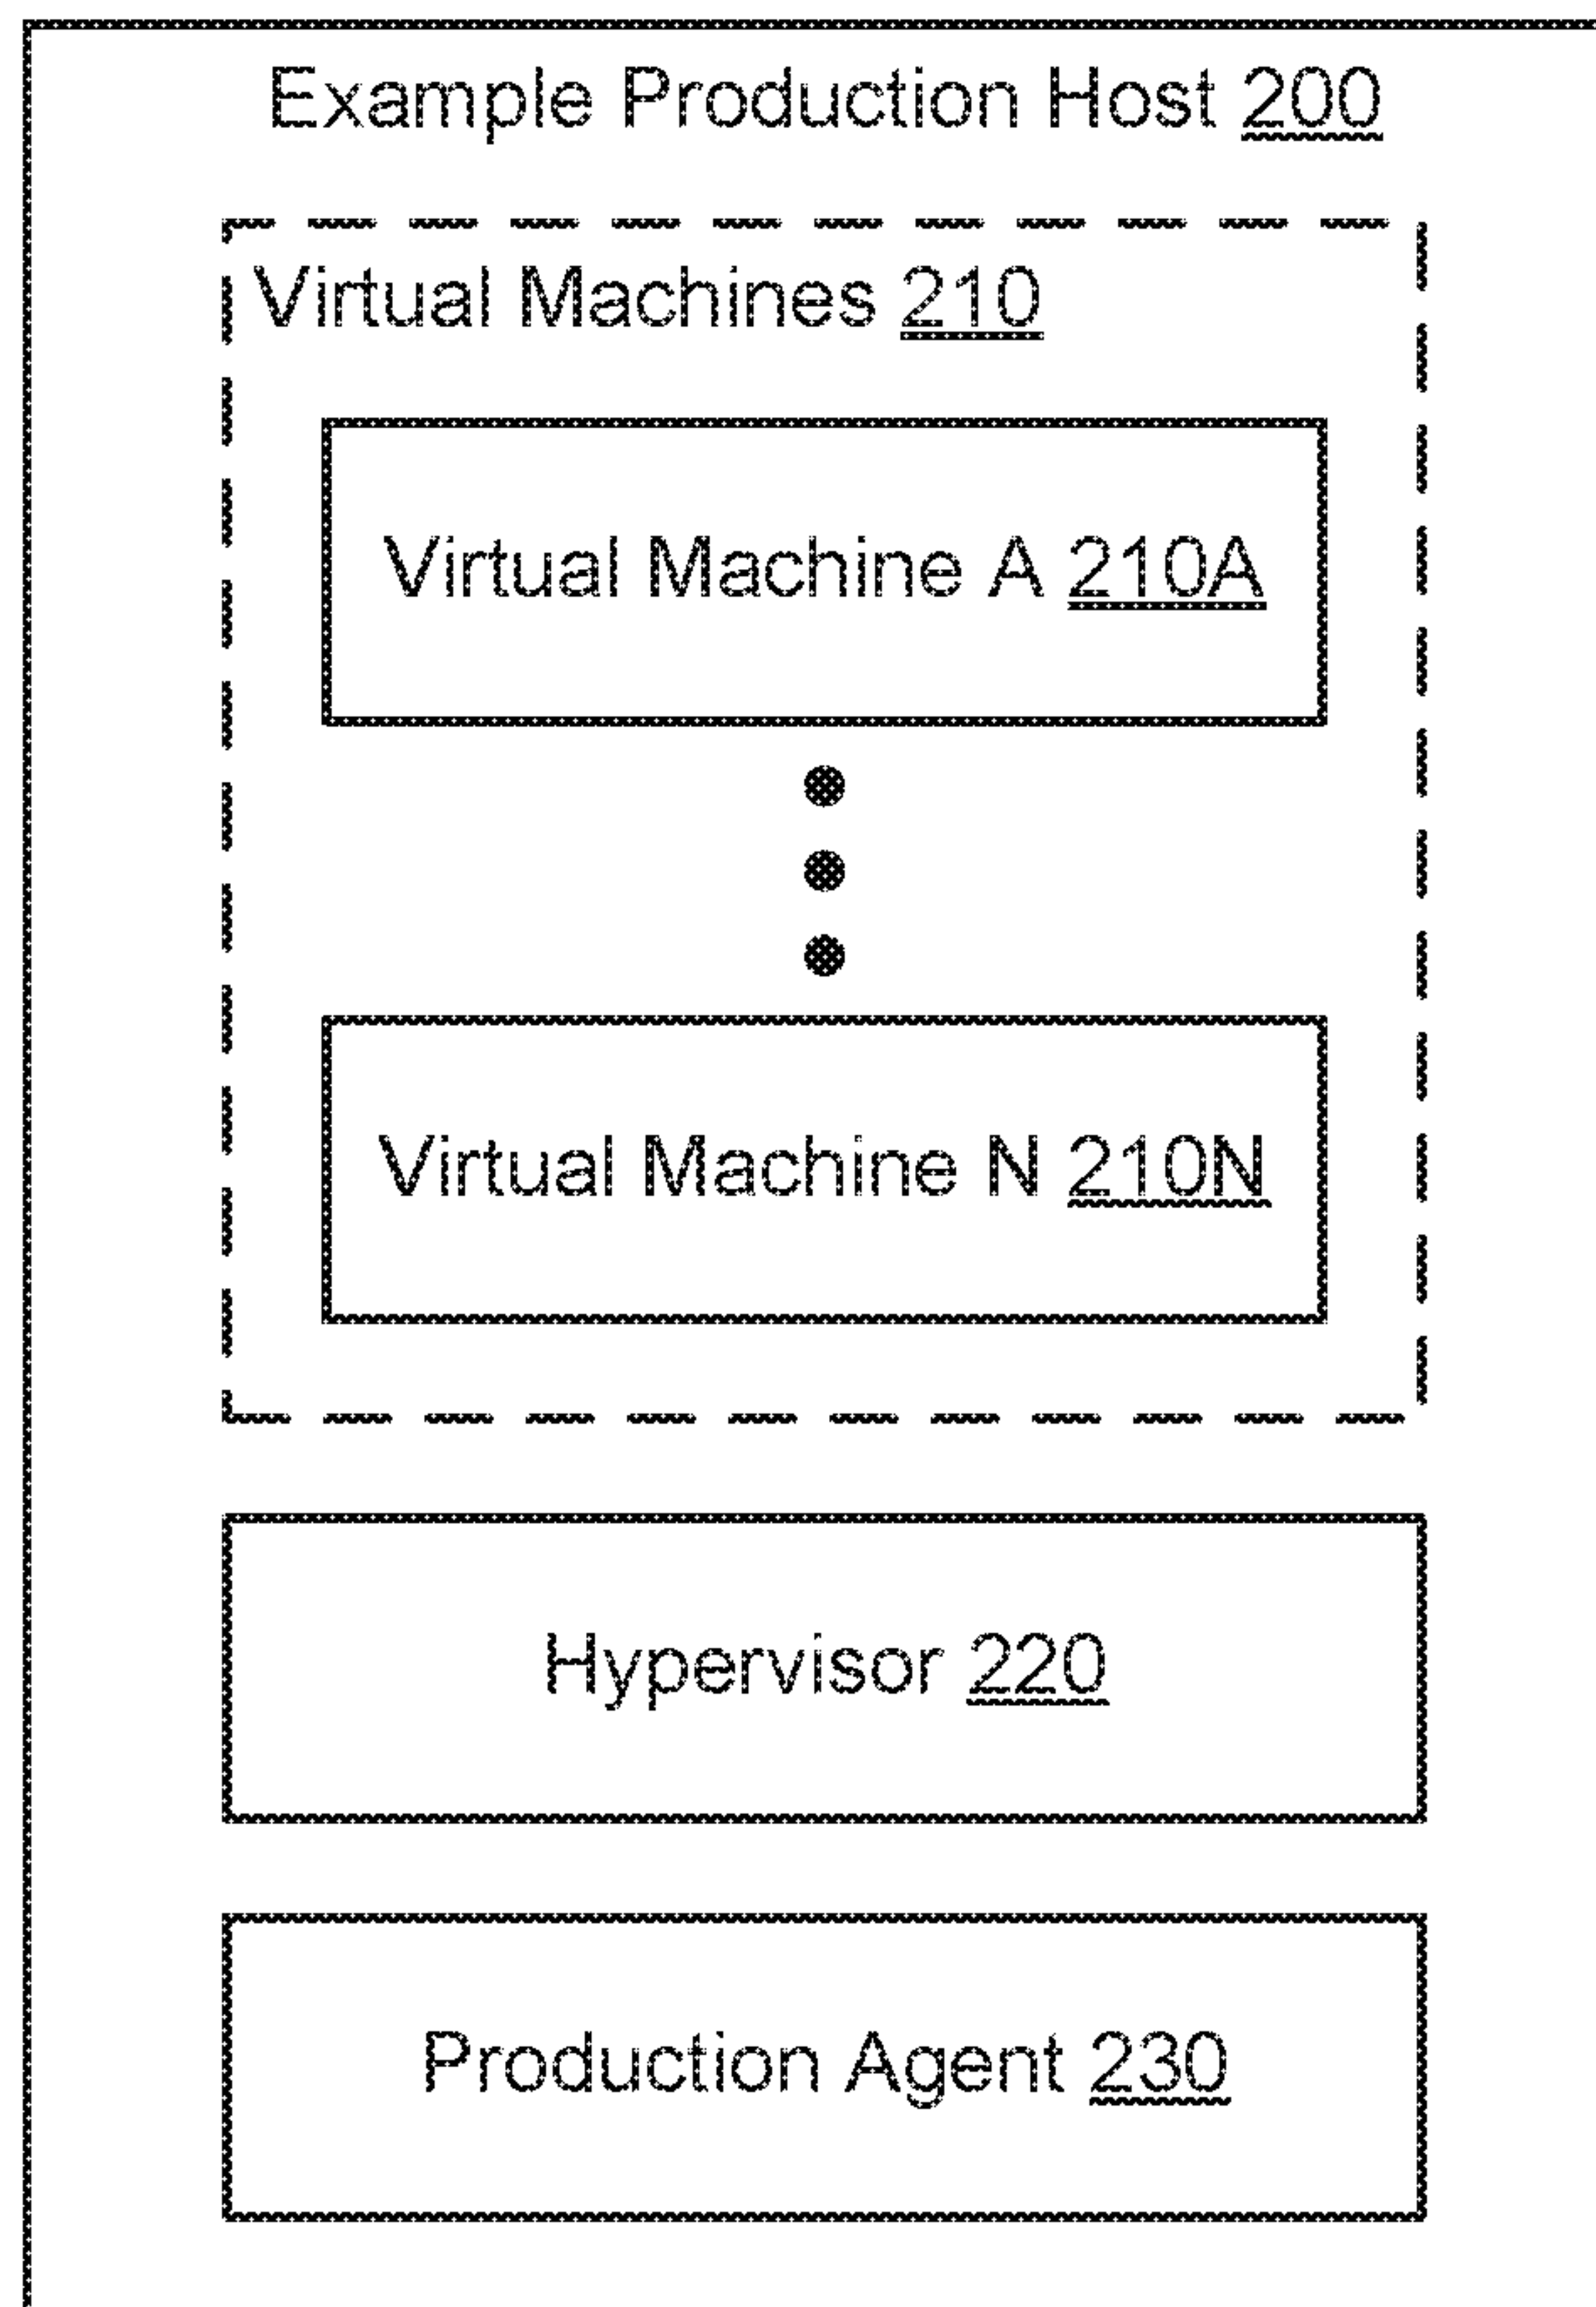 Example Production Host 200
Virtual Machines 210
Virtual Machine A 210A
Virtual Machine N 210N
Hypervisor 220
Production Agent 230